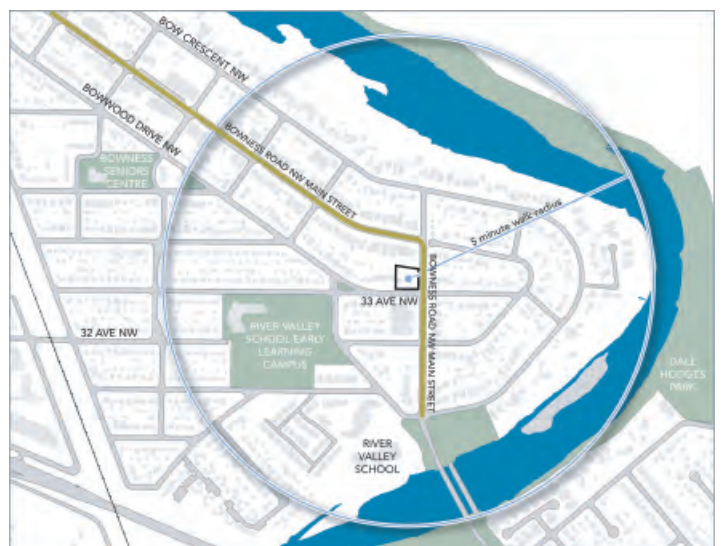 BOW CRESCENT NW
BOWWOOD DRIVE NW
BOWNESS ROAD NW MAIN STREET
BOWNESS
SENIORS
CENTRE
5 minute walk radius
33 AVE NW
BOWNESS ROAD NW MAIN STREET
32 AVE NW
RIVER VALLEY
SCHOOL EARLY
LEARNING
CAMPUS
DALE
HODGES
PARK
RIVER
VALLEY
SCHOOL